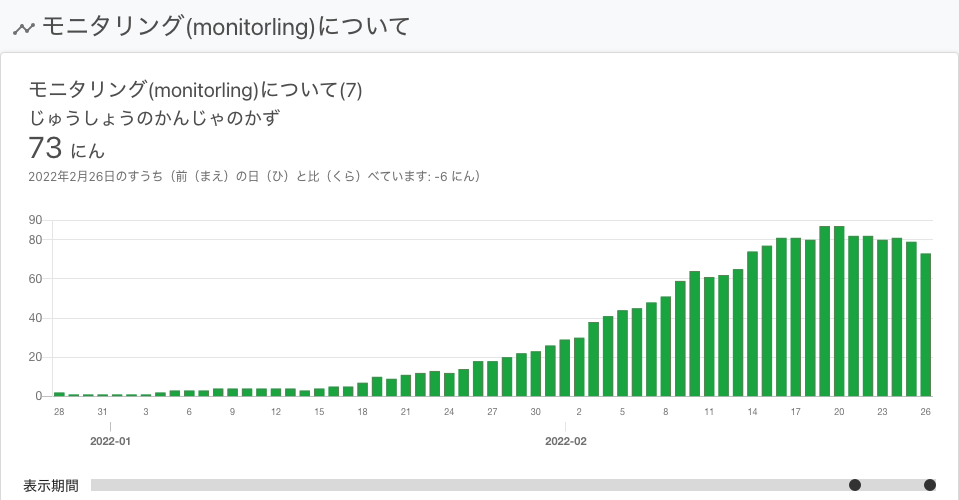 モニタリング(monitorling)について
モニタリング(monitorling)について(7)
じゅうしょうのかんじゃのかず
73 にん
2022年2月26日のすうち（前（まえ）の日（ひ）と比（くら）べています: -6 にん）
90
80
60
40
20
0
28 31 3 6 9 12 15 18 21 24 27 30 2 5 8 11 14 17 20 23 26
2022-01 2022-02
表示期間